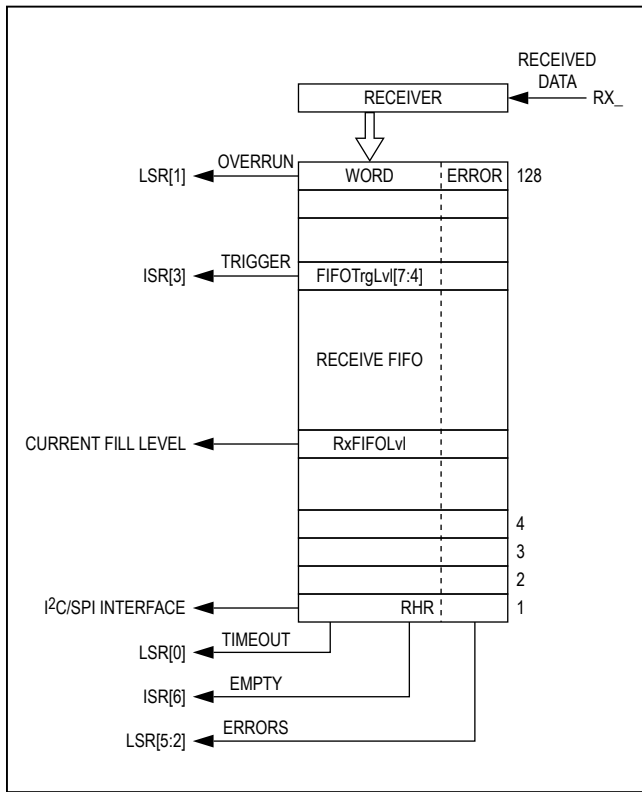 RECEIVED
DATA
RECEIVER
RX_
OVERRUN
LSR[1]
WORD
ERROR
128
TRIGGER
ISR[3]
FIFOTrgLvl[7:4]
RECEIVE FIFO
CURRENT FILL LEVEL
RxFIFOLvl
4
3
2
I2C/SPI INTERFACE
RHR
1
TIMEOUT
LSR[0]
EMPTY
ISR[6]
ERRORS
LSR[5:2]